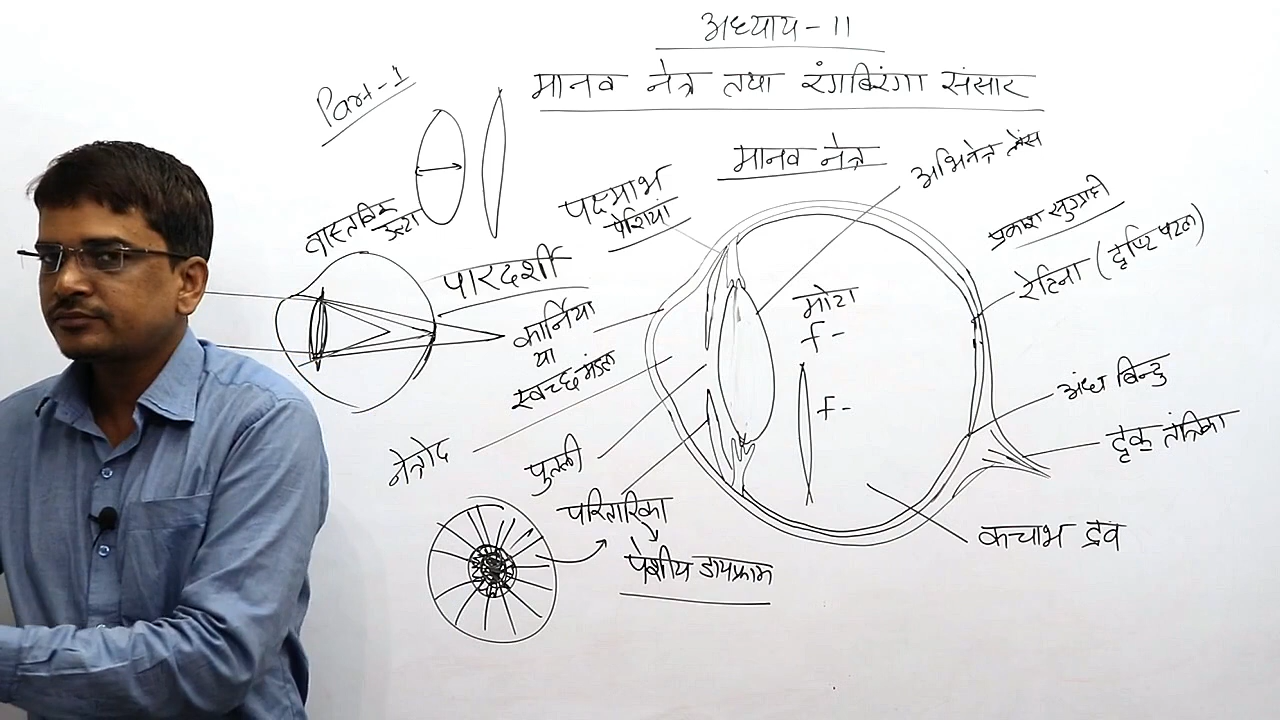 अध्याय - 11
मानव नेत्र तथा रंगबिरंगा संसार
Part-1
मानव नेत्र
अभिनेत्र लेंस
पक्ष्माभ
पेशियां
प्रकाश सुग्राही
रेटिना (दृष्टि पटल)
वास्तविक
उल्टा
पारदर्शी
कार्निया
या
स्वच्छ मंडल
मोटा
f -
f -
अंध बिन्दु
दृक तंत्रिका
नेत्रोद
पुतली
परितारिका
पेशीय डायफ्राम
कचाभ द्रव